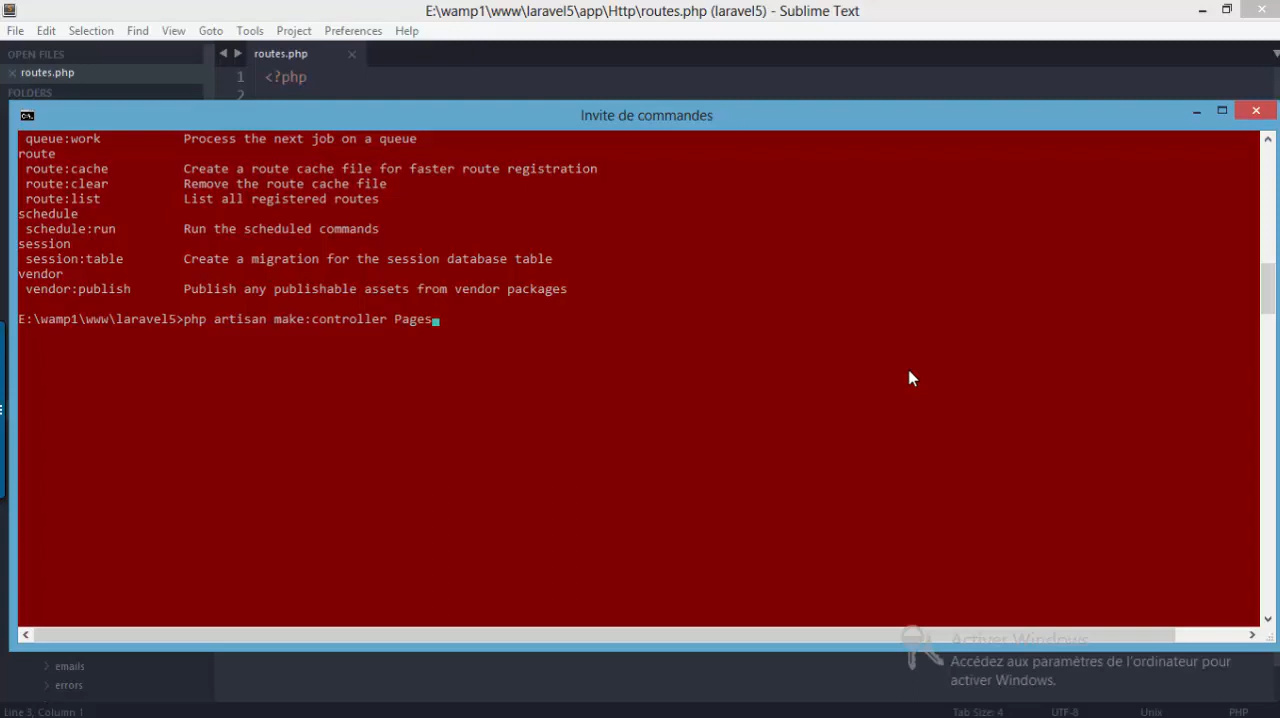 E:\wamp1\www\laravel5\app\Http\routes.php (laravel5) - Sublime Text
File Edit Selection Find View Goto Tools Project Preferences Help
OPEN FILES
routes.php
routes.php
FOLDERS
1 <?php
2
Invite de commandes
queue:work Process the next job on a queue
route
route:cache Create a route cache file for faster route registration
route:clear Remove the route cache file
route:list List all registered routes
schedule
schedule:run Run the scheduled commands
session
session:table Create a migration for the session database table
vendor
vendor:publish Publish any publishable assets from vendor packages
E:\wamp1\www\laravel5>php artisan make:controller Pages
Activer Windows
Accédez aux paramètres de l'ordinateur pour
activer Windows.
emails
errors
Line 3, Column 1 Tab Size: 4 UTF-8 Unix PHP